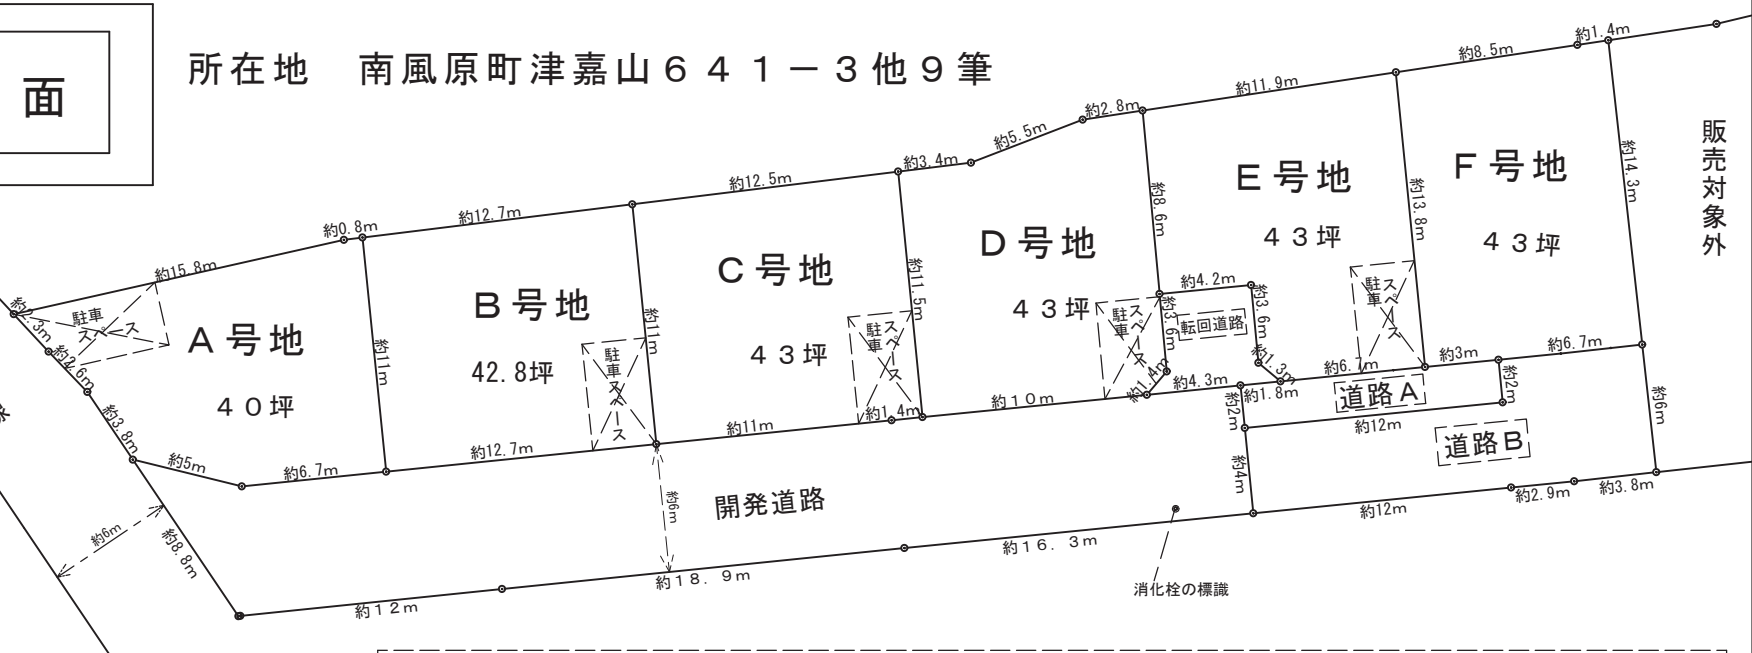 面
所在地　南風原町津嘉山６４１－３他９筆
約1.4m
約8.5m
約11.9m
約2.8m
約5.5m
約3.4m
約12.5m
約12.7m
約0.8m
約15.8m
約2.3m
約2.6m
約3.8m
約5m
約6.7m
約11m
駐車
スペース
Ａ号地
４０坪
Ｂ号地
42.8坪
駐車
スペース
約11m
約12.7m
Ｃ号地
４３坪
駐車
スペース
約11.5m
約11m
約1.4m
Ｄ号地
４３坪
駐車
スペース
約8.6m
約3.6m
約1.4m
約１０m
約4.2m
転回道路
約3.6m
約1.3m
約4.3m
約1.8m
Ｅ号地
４３坪
駐車
スペース
約13.8m
約6.7m
Ｆ号地
４３坪
約14.3m
約3m
約6.7m
販売対象外
道路Ａ
約2m
約2m
約12m
道路Ｂ
約6m
約4m
約12m
約2.9m
約3.8m
開発道路
約6m
約6m
約8.8m
約１２m
約１８．９m
約１６．３m
消化栓の標識